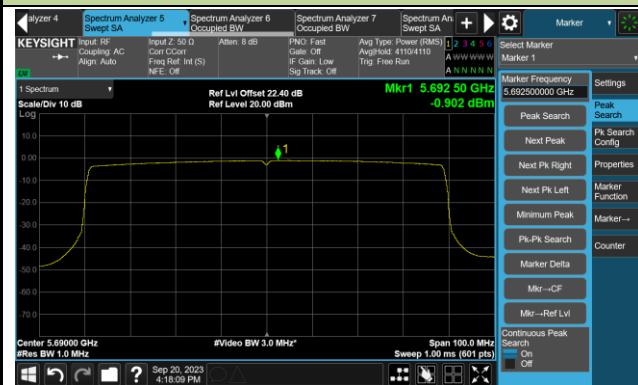 alyzer 4
Spectrum Analyzer 5
Swept SA
Spectrum Analyzer 6
Occupied BW
Spectrum Analyzer 7
Occupied BW
Spectrum An
Swept SA
Marker
KEYSIGHT
Input: RF
Coupling: AC
Align: Auto
Input Z: 50 Ω
Corr CCorr
Freq Ref: Int (S)
NFE: Off
Atten: 8 dB
PNO: Fast
Gate: Off
IF Gain: Low
Sig Track: Off
Avg Type: Power (RMS)
Avg|Hold: 4110/4110
Trig: Free Run
1 2 3 4 5 6
A W W W W W
A N N N N N
LXI
Select Marker
Marker 1
1 Spectrum
Scale/Div 10 dB
Log
Ref Lvl Offset 22.40 dB
Ref Level 20.00 dBm
Mkr1 5.692 50 GHz
-0.902 dBm
10.0
0.00
-10.0
-20.0
-30.0
-40.0
-50.0
-60.0
-70.0
1
Center 5.69000 GHz
#Res BW 1.0 MHz
#Video BW 3.0 MHz*
Span 100.0 MHz
Sweep 1.00 ms (601 pts)
Marker Frequency
5.692500000 GHz
Peak Search
Next Peak
Next Pk Right
Next Pk Left
Minimum Peak
Pk-Pk Search
Marker Delta
Mkr→CF
Mkr→Ref Lvl
Continuous Peak
Search
On
Off
Settings
Peak
Search
Pk Search
Config
Properties
Marker
Function
Marker→
Counter
Sep 20, 2023
4:18:09 PM